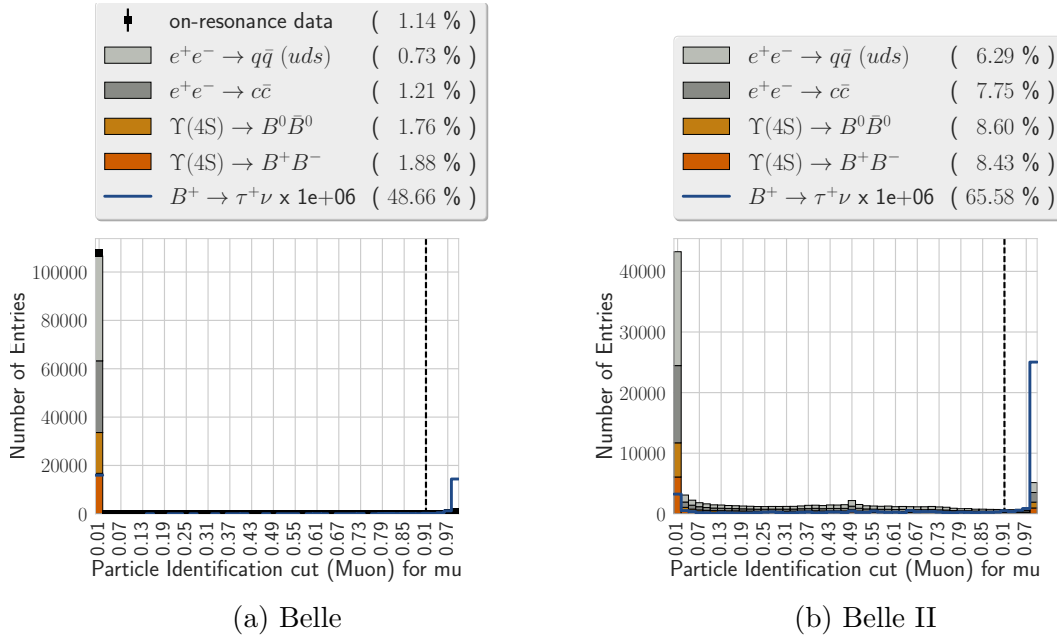 on-resonance data ( 1.14 % )
e⁺e⁻ → qq̄ (uds) ( 0.73 % )
e⁺e⁻ → cc̄ ( 1.21 % )
Υ(4S) → B⁰B̄⁰ ( 1.76 % )
Υ(4S) → B⁺B⁻ ( 1.88 % )
B⁺ → τ⁺ν x 1e+06 ( 48.66 % )
Number of Entries
100000
80000
60000
40000
20000
0
0.01 0.07 0.13 0.19 0.25 0.31 0.37 0.43 0.49 0.55 0.61 0.67 0.73 0.79 0.85 0.91 0.97
Particle Identification cut (Muon) for mu
(a) Belle
e⁺e⁻ → qq̄ (uds) ( 6.29 % )
e⁺e⁻ → cc̄ ( 7.75 % )
Υ(4S) → B⁰B̄⁰ ( 8.60 % )
Υ(4S) → B⁺B⁻ ( 8.43 % )
B⁺ → τ⁺ν x 1e+06 ( 65.58 % )
Number of Entries
40000
30000
20000
10000
0
0.01 0.07 0.13 0.19 0.25 0.31 0.37 0.43 0.49 0.55 0.61 0.67 0.73 0.79 0.85 0.91 0.97
Particle Identification cut (Muon) for mu
(b) Belle II